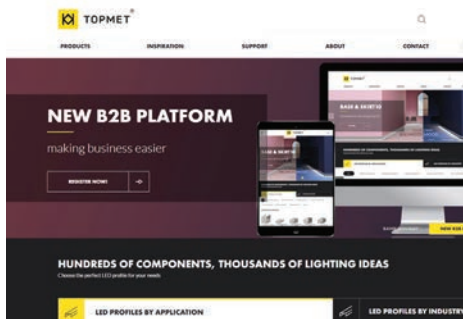 TOPMET®
PRODUCTS INSPIRATION SUPPORT ABOUT CONTACT
NEW B2B PLATFORM
making business easier
REGISTER NOW!
HUNDREDS OF COMPONENTS, THOUSANDS OF LIGHTING IDEAS
Choose the perfect LED profile for your needs
LED PROFILES BY APPLICATION
LED PROFILES BY INDUSTRY